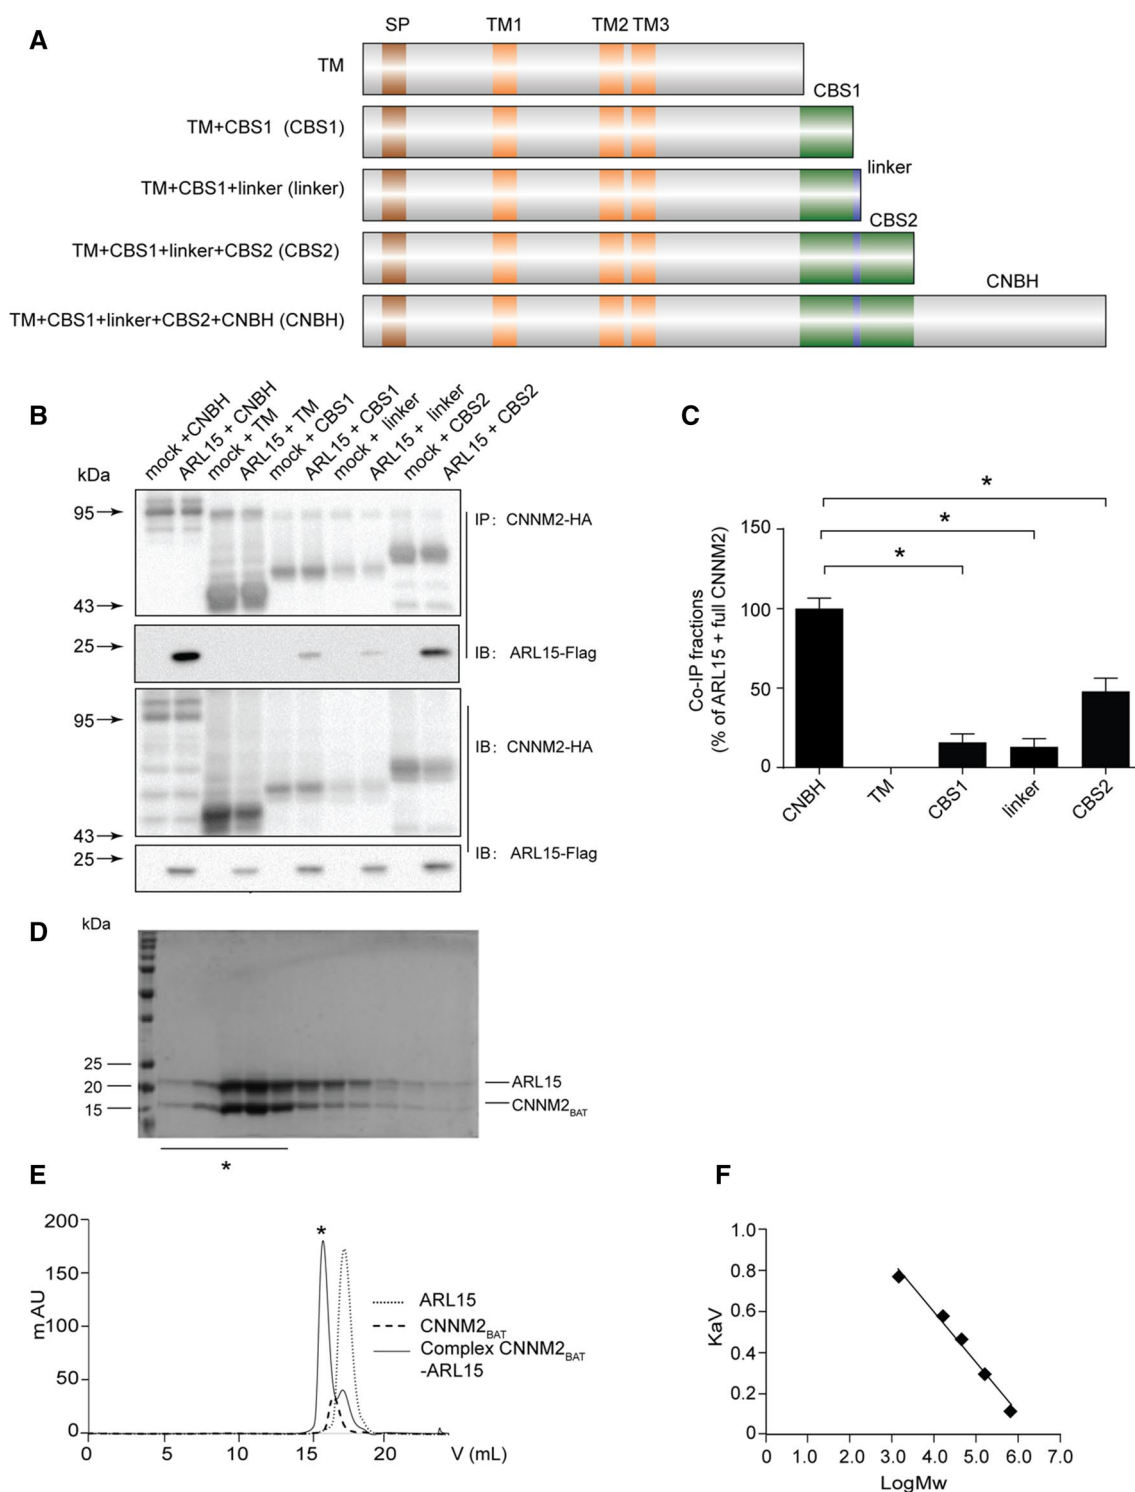 A
SP TM1 TM2 TM3
TM
CBS1
TM+CBS1 (CBS1)
linker
TM+CBS1+linker (linker)
CBS2
TM+CBS1+linker+CBS2 (CBS2)
CNBH
TM+CBS1+linker+CBS2+CNBH (CNBH)
B
mock +CNBH
ARL15 + CNBH
mock + TM
ARL15 + TM
mock + CBS1
ARL15 + CBS1
mock + linker
ARL15 + linker
mock + CBS2
ARL15 + CBS2
kDa
95
IP: CNNM2-HA
43
25
IB: ARL15-Flag
95
IB: CNNM2-HA
43
25
IB: ARL15-Flag
C
*
*
*
Co-IP fractions
(% of ARL15 + full CNNM2)
150
100
50
0
CNBH
TM
CBS1
linker
CBS2
D
kDa
25
20
15
ARL15
CNNM2BAT
*
E
m AU
200
150
100
50
0
*
ARL15
CNNM2BAT
Complex CNNM2BAT
-ARL15
0 5 10 15 20 V (mL)
F
KaV
1.0
0.8
0.6
0.4
0.2
0
0.0 1.0 2.0 3.0 4.0 5.0 6.0 7.0
LogMw